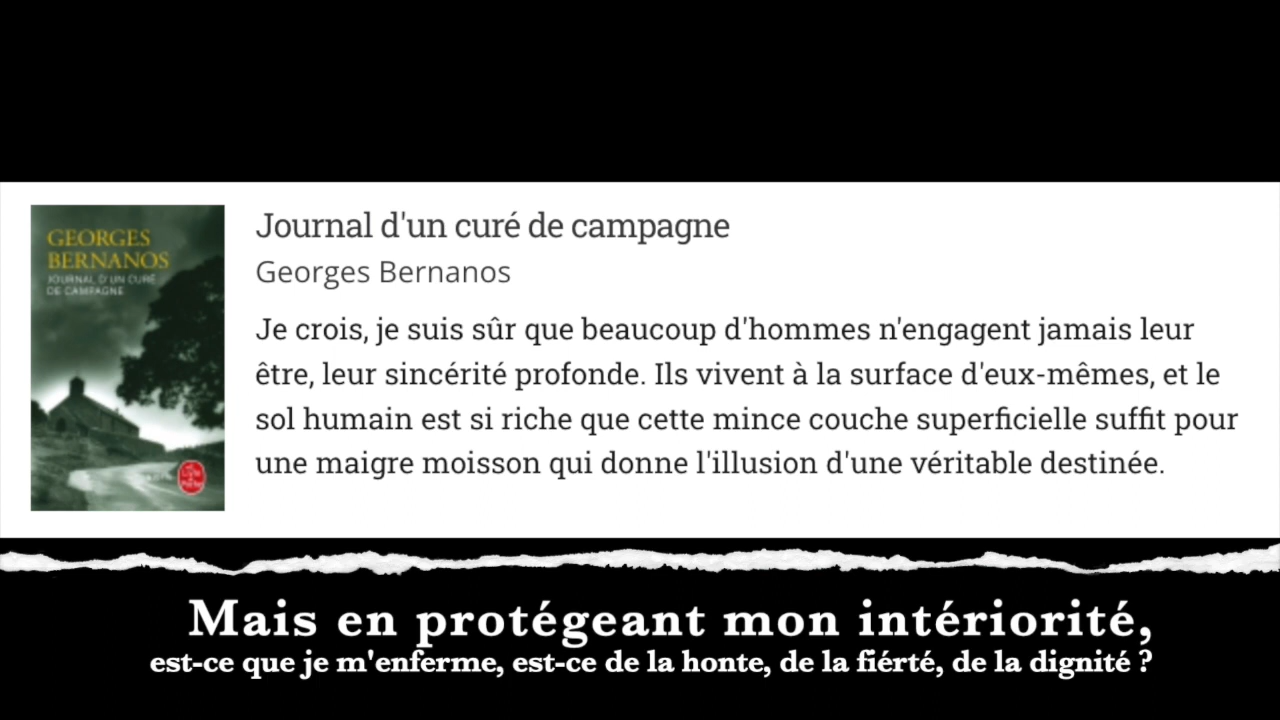 GEORGES
BERNANOS
JOURNAL D'UN CURÉ
DE CAMPAGNE
Journal d'un curé de campagne
Georges Bernanos
Je crois, je suis sûr que beaucoup d'hommes n'engagent jamais leur
être, leur sincérité profonde. Ils vivent à la surface d'eux-mêmes, et le
sol humain est si riche que cette mince couche superficielle suffit pour
une maigre moisson qui donne l'illusion d'une véritable destinée.
Mais en protégeant mon intériorité,
est-ce que je m'enferme, est-ce de la honte, de la fiérté, de la dignité ?